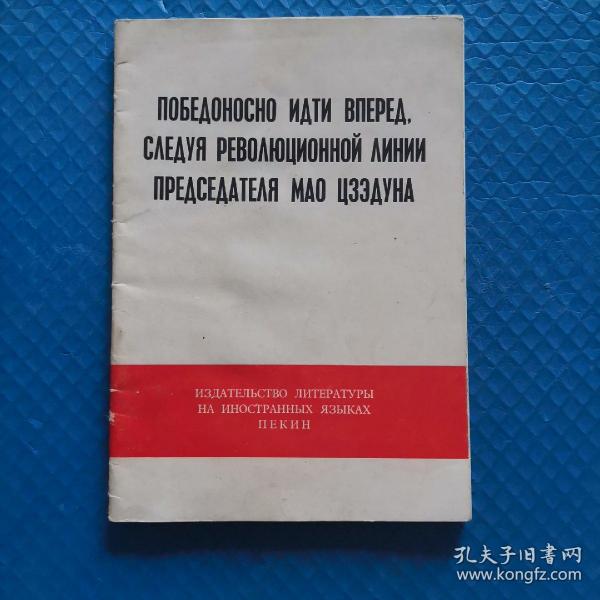 ПОБЕДОНОСНО ИДТИ ВПЕРЕД,
СЛЕДУЯ РЕВОЛЮЦИОННОЙ ЛИНИИ
ПРЕДСЕДАТЕЛЯ МАО ЦЗЭДУНА
ИЗДАТЕЛЬСТВО ЛИТЕРАТУРЫ
НА ИНОСТРАННЫХ ЯЗЫКАХ
ПЕКИН
孔夫子旧书网
www.kongfz.com